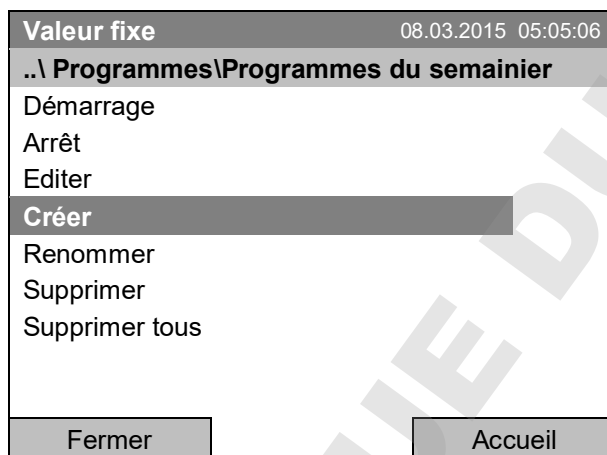 Valeur fixe 08.03.2015 05:05:06
..\ Programmes\Programmes du semainier
Démarrage
Arrêt
Editer
Créer
Renommer
Supprimer
Supprimer tous
Fermer Accueil